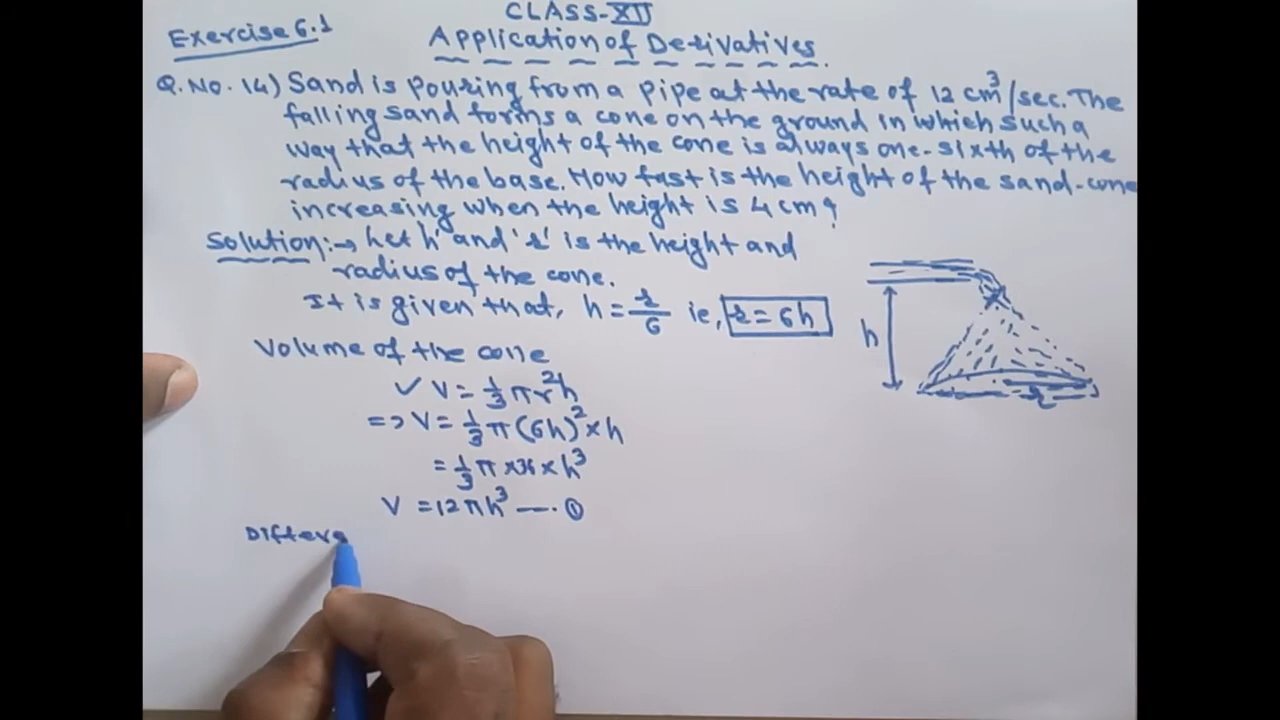 CLASS-XII
Exercise 6.1
Application of Derivatives.
Q.No. 14) Sand is pouring from a pipe at the rate of 12 cm³/sec. The
falling sand forms a cone on the ground in which such a
way that the height of the cone is always one-sixth of the
radius of the base. How fast is the height of the sand-cone
increasing when the height is 4 cm?
Solution:→ Let 'h' and 'r' is the height and
radius of the cone.
It is given that, h = r/6 ie, r = 6h
Volume of the cone
✓ V = 1/3 πr²h
=> V = 1/3 π (6h)² × h
= 1/3 π × 36 × h³
V = 12πh³ —. ①
Differe
h
r